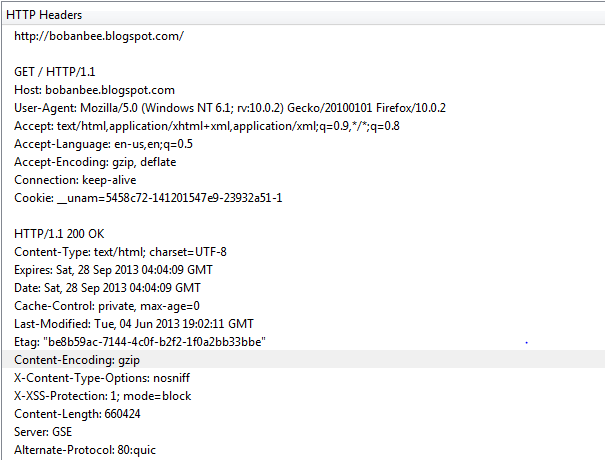 HTTP Headers
http://bobanbee.blogspot.com/
GET / HTTP/1.1
Host: bobanbee.blogspot.com
User-Agent: Mozilla/5.0 (Windows NT 6.1; rv:10.0.2) Gecko/20100101 Firefox/10.0.2
Accept: text/html,application/xhtml+xml,application/xml;q=0.9,*/*;q=0.8
Accept-Language: en-us,en;q=0.5
Accept-Encoding: gzip, deflate
Connection: keep-alive
Cookie: __unam=5458c72-141201547e9-23932a51-1
HTTP/1.1 200 OK
Content-Type: text/html; charset=UTF-8
Expires: Sat, 28 Sep 2013 04:04:09 GMT
Date: Sat, 28 Sep 2013 04:04:09 GMT
Cache-Control: private, max-age=0
Last-Modified: Tue, 04 Jun 2013 19:02:11 GMT
Etag: "be8b59ac-7144-4c0f-b2f2-1f0a2bb33bbe"
Content-Encoding: gzip
X-Content-Type-Options: nosniff
X-XSS-Protection: 1; mode=block
Content-Length: 660424
Server: GSE
Alternate-Protocol: 80:quic